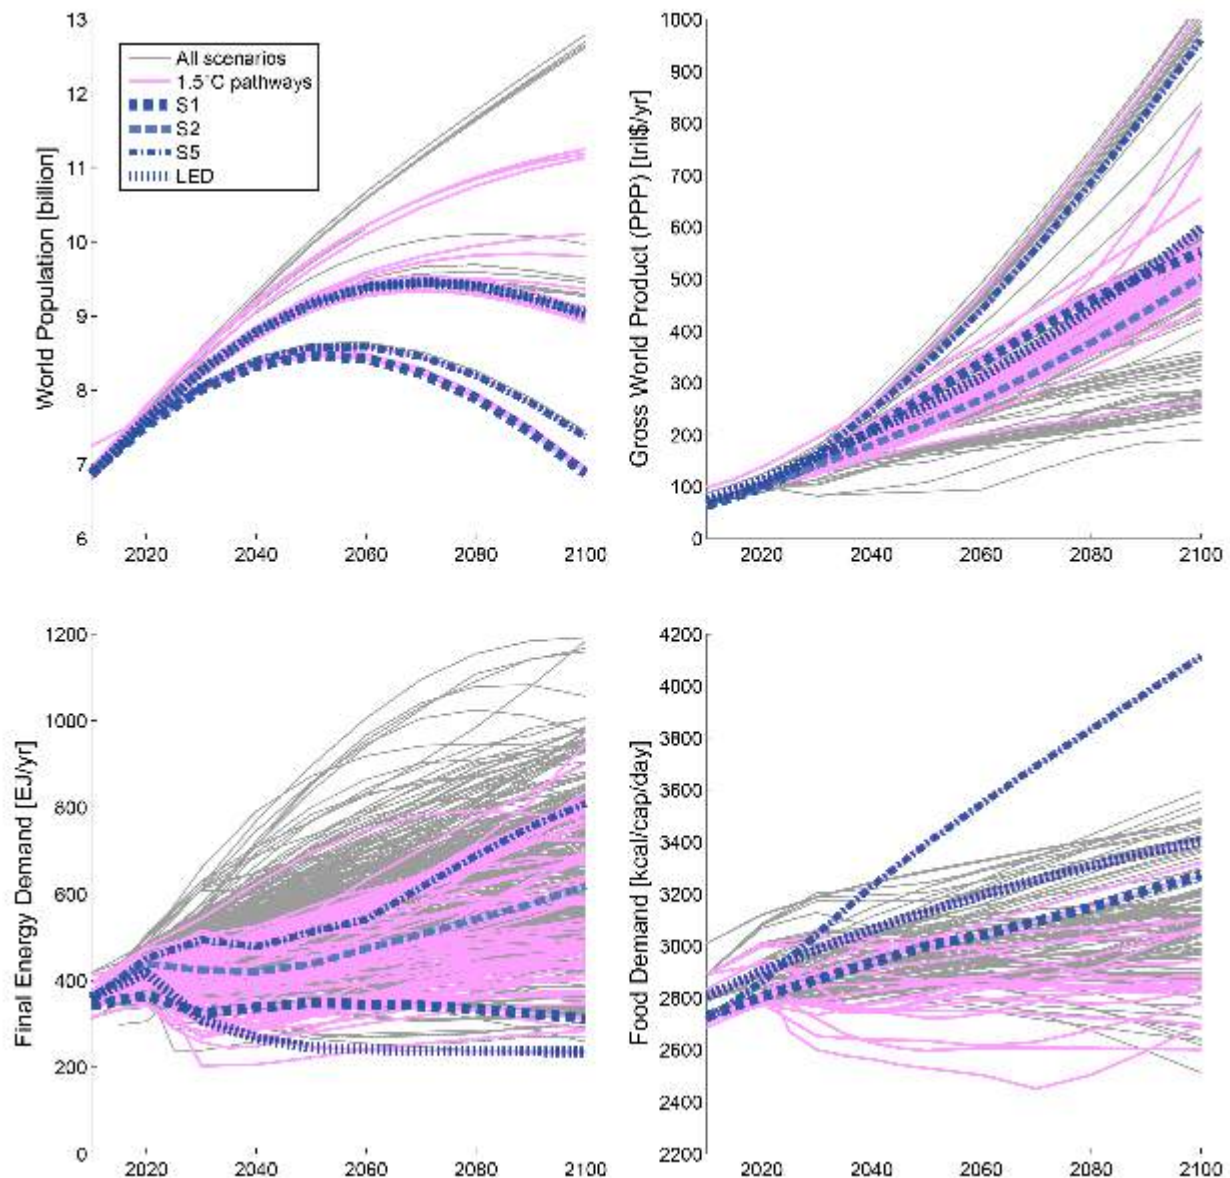 World Population [billion]
13
12
11
10
9
8
7
6
All scenarios
1.5°C pathways
S1
S2
S5
LED
2020 2040 2060 2080 2100
Gross World Product (PPP) [tril$/yr]
1000
900
800
700
600
500
400
300
200
100
0
2020 2040 2060 2080 2100
Final Energy Demand [EJ/yr]
1200
1000
800
600
400
200
0
2020 2040 2060 2080 2100
Food Demand [kcal/cap/day]
4200
4000
3800
3600
3400
3200
3000
2800
2600
2400
2200
2020 2040 2060 2080 2100